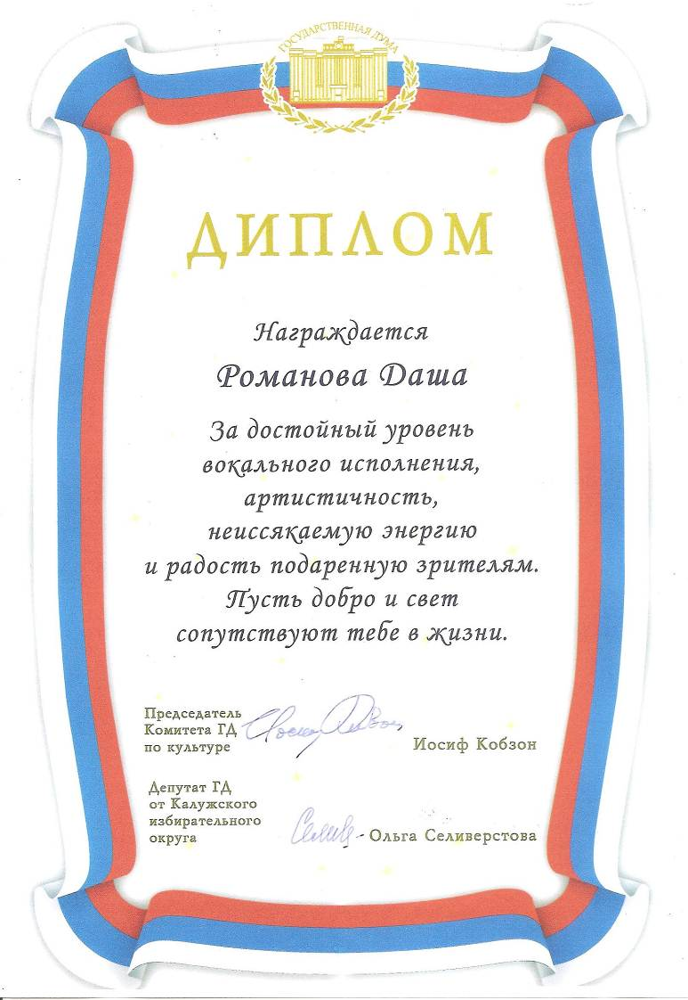 ГОСУДАРСТВЕННАЯ ДУМА
ДИПЛОМ
Награждается
Романова Даша
За достойный уровень
вокального исполнения,
артистичность,
неиссякаемую энергию
и радость подаренную зрителям.
Пусть добро и свет
сопутствуют тебе в жизни.
Председатель
Комитета ГД
по культуре
Иосиф Кобзон
Депутат ГД
от Калужского
избирательного
округа
Ольга Селиверстова